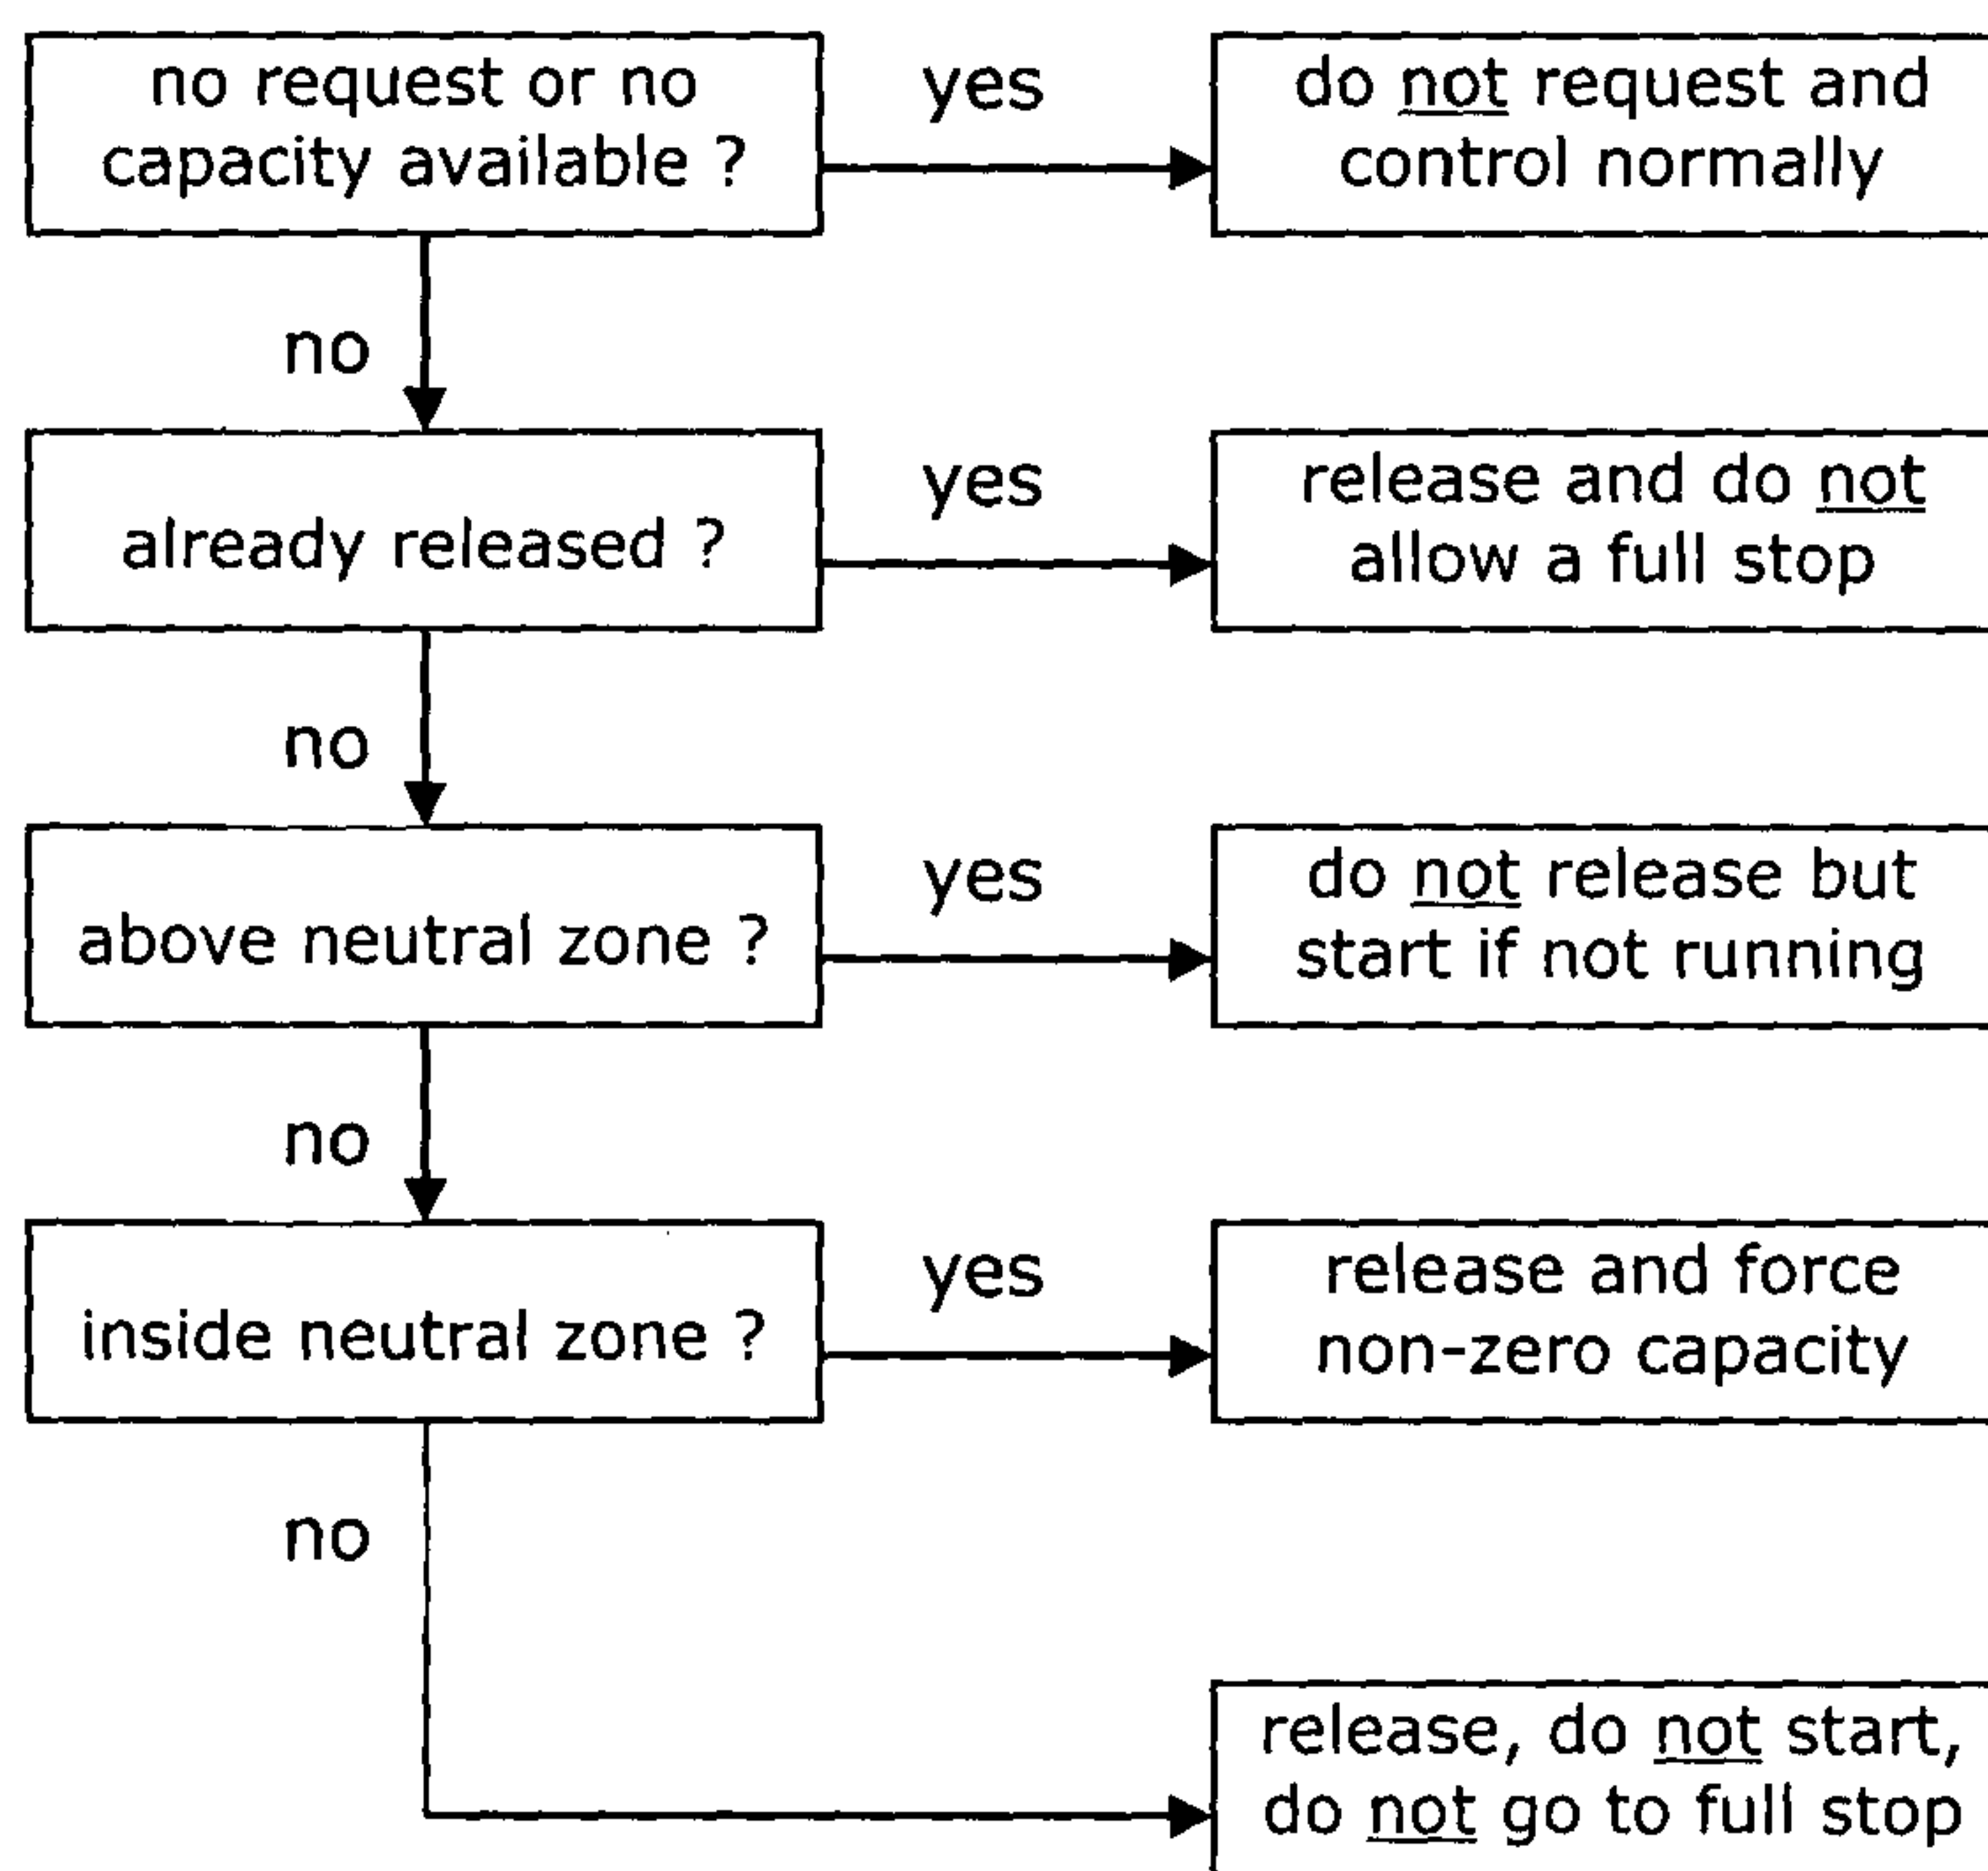 no request or no
capacity available ?
yes
do not request and
control normally
no
already released ?
yes
release and do not
allow a full stop
no
above neutral zone ?
yes
do not release but
start if not running
no
inside neutral zone ?
yes
release and force
non-zero capacity
no
release, do not start,
do not go to full stop